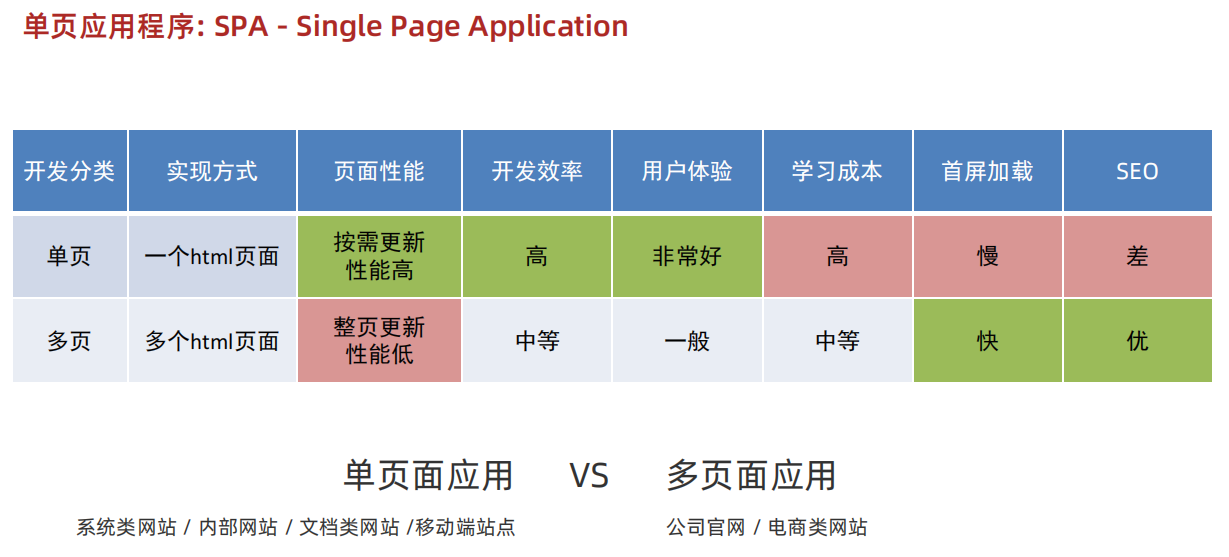 单页应用程序: SPA - Single Page Application
开发分类 实现方式 页面性能 开发效率 用户体验 学习成本 首屏加载 SEO
单页 一个html页面 按需更新 性能高 高 非常好 高 慢 差
多页 多个html页面 整页更新 性能低 中等 一般 中等 快 优
单页面应用 VS 多页面应用
系统类网站 / 内部网站 / 文档类网站 /移动端站点 公司官网 / 电商类网站